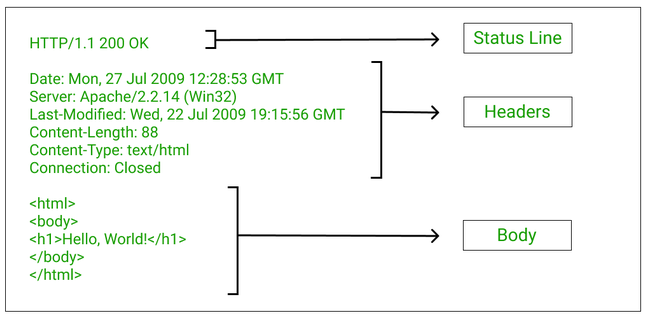 HTTP/1.1 200 OK
Status Line
Date: Mon, 27 Jul 2009 12:28:53 GMT
Server: Apache/2.2.14 (Win32)
Last-Modified: Wed, 22 Jul 2009 19:15:56 GMT
Content-Length: 88
Content-Type: text/html
Connection: Closed
Headers
<html>
<body>
<h1>Hello, World!</h1>
</body>
</html>
Body